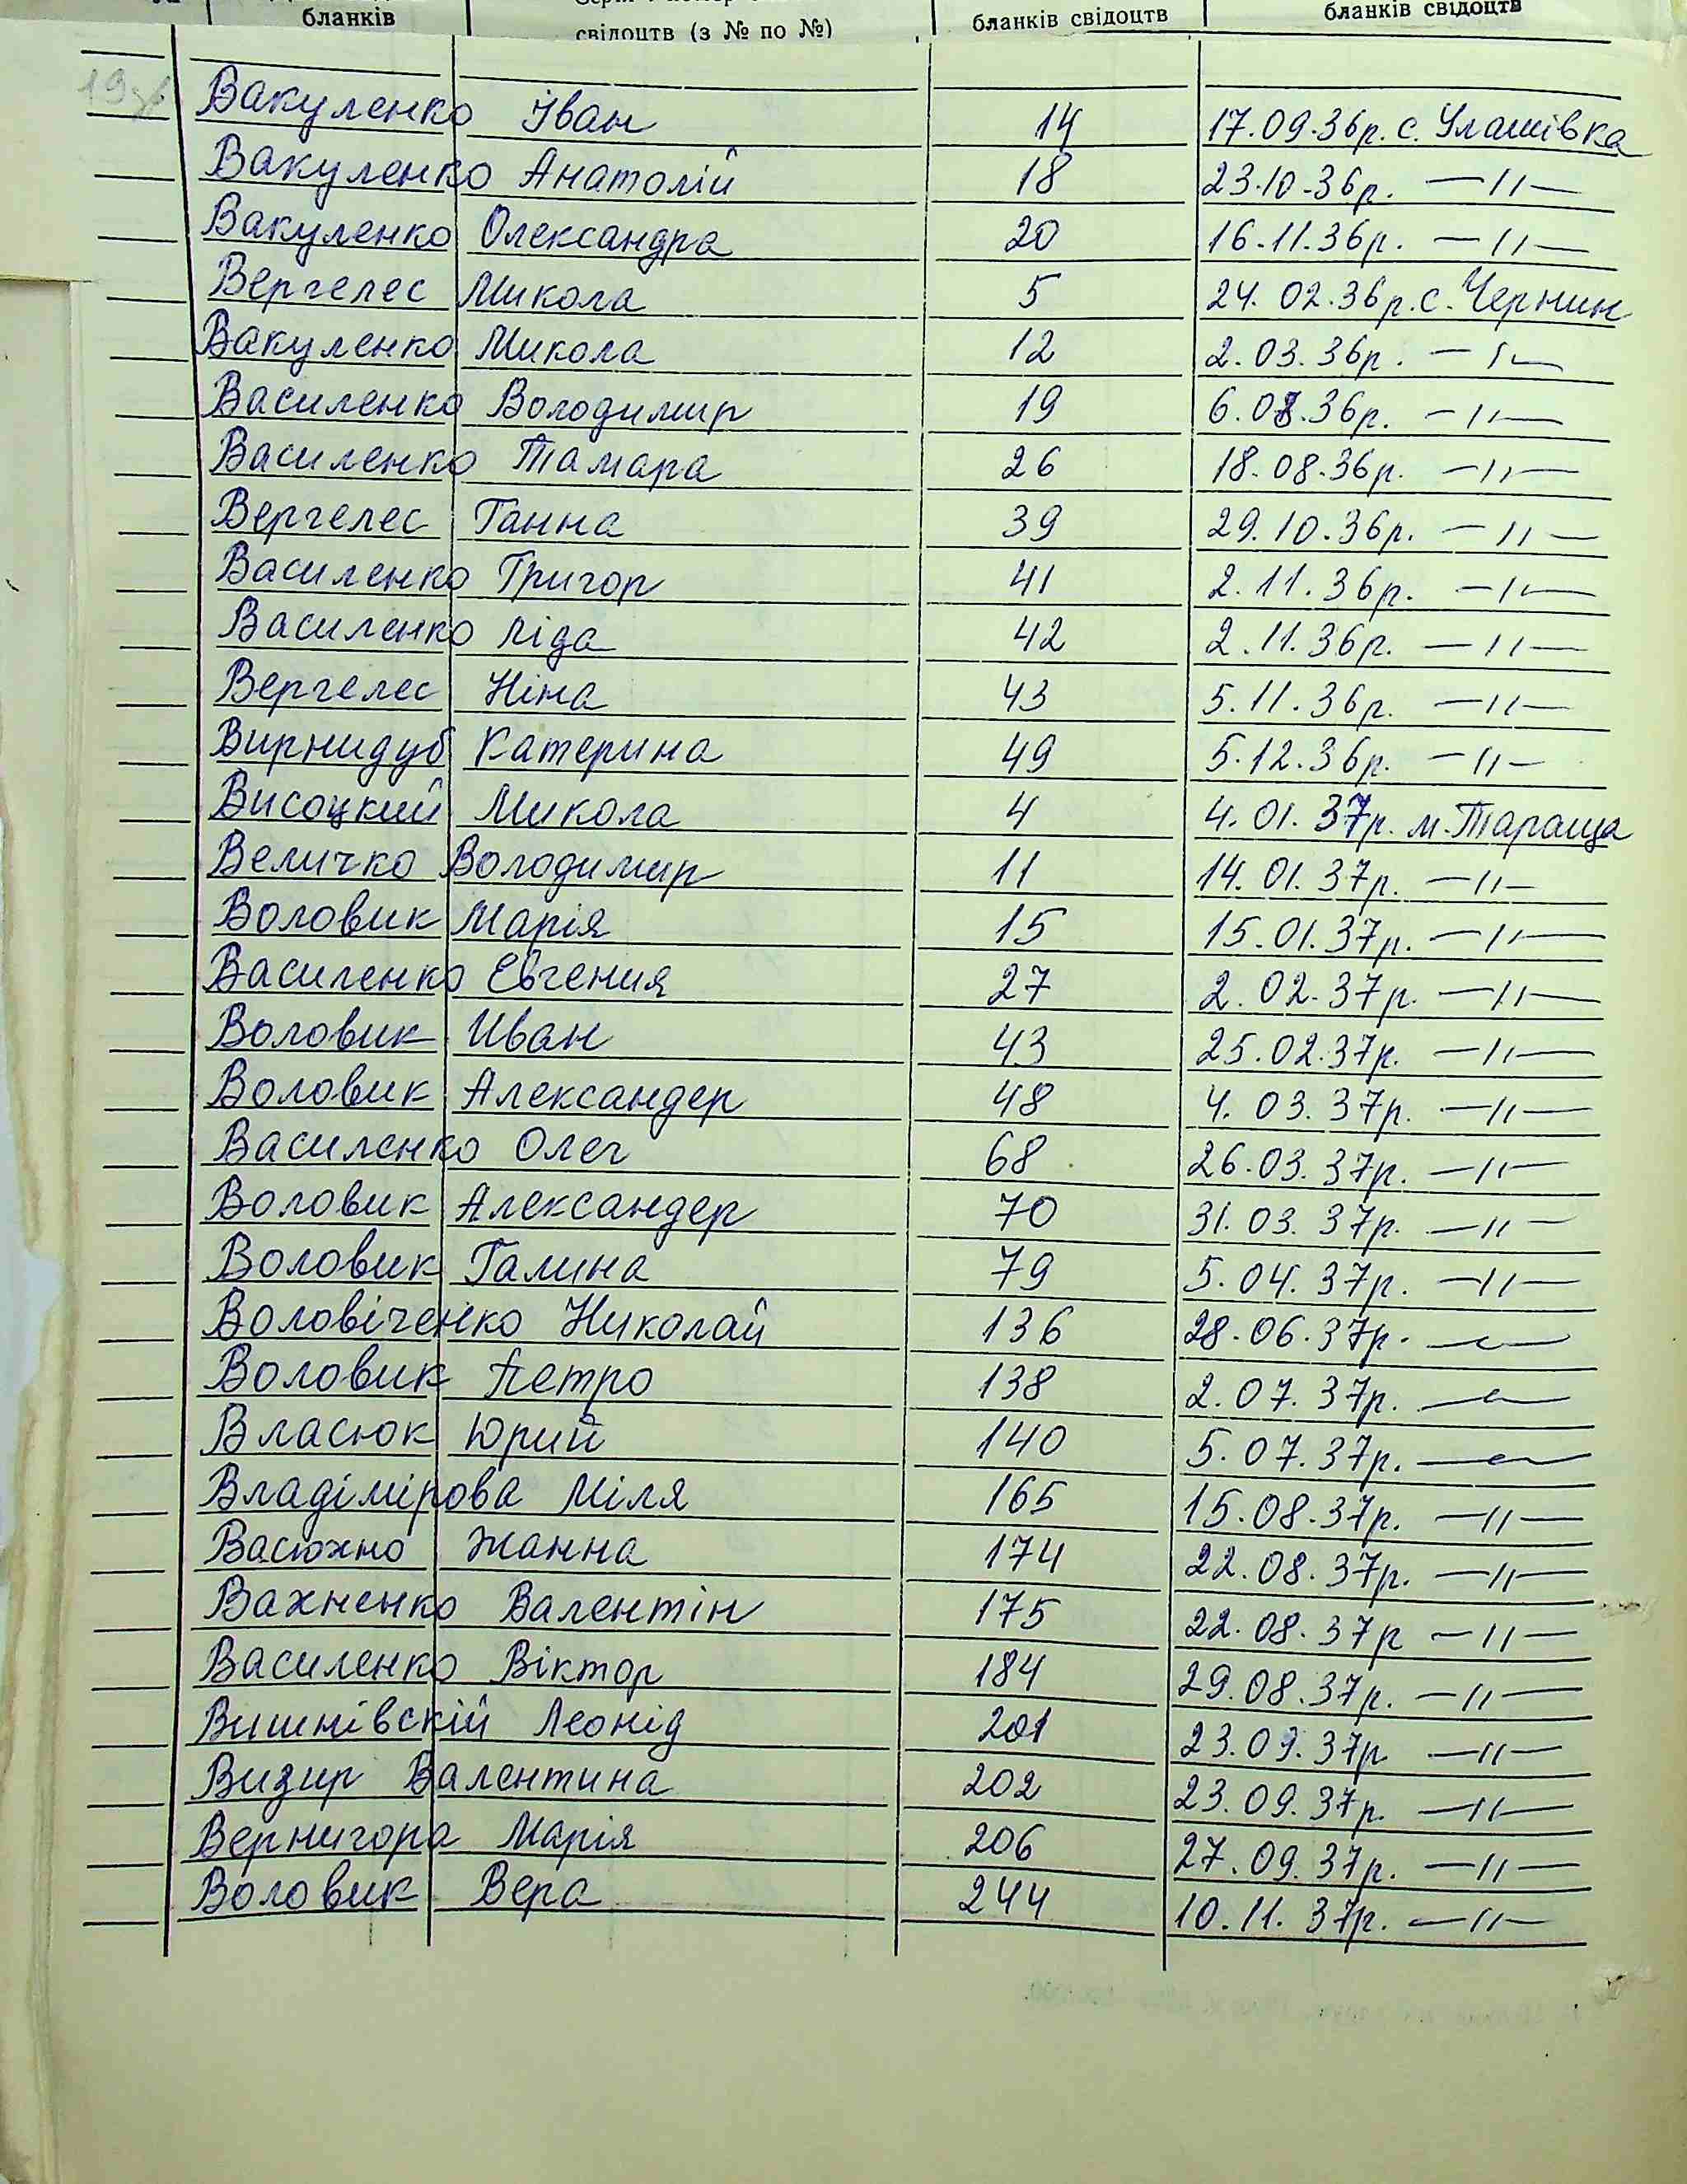 бланків свідоцтв (з № по №) бланків свідоцтв бланків свідоцтв
Вакуленко Іван 14 17.09.36р. с. Улашівка
Вакуленко Анатолій 18 23.10.36р. —//—
Вакуленко Олександра 20 16.11.36р. —//—
Вергелес Микола 5 24.02.36р. с. Чернин
Вакуленко Микола 12 2.03.36р. —//—
Василенко Володимир 19 6.08.36р. —//—
Василенко Тамара 26 18.08.36р. —//—
Вергелес Ганна 39 29.10.36р. —//—
Василенко Григор 41 2.11.36р. —//—
Василенко Ліда 42 2.11.36р. —//—
Вергелес Ніна 43 5.11.36р. —//—
Вирнидуб Катерина 49 5.12.36р. —//—
Висоцкий Микола 4 4.01.37р. м. Тараща
Величко Володимир 11 14.01.37р. —//—
Воловик Марія 15 15.01.37р. —//—
Василенко Евгения 27 2.02.37р. —//—
Воловик Иван 43 25.02.37р. —//—
Воловик Александер 48 4.03.37р. —//—
Василенко Олег 68 26.03.37р. —//—
Воловик Александер 70 31.03.37р. —//—
Воловик Галина 79 5.04.37р. —//—
Воловіченко Николай 136 28.06.37р. —//—
Воловик Петро 138 2.07.37р. —//—
Власюк Юрий 140 5.07.37р. —//—
Владімірова Міля 165 15.08.37р. —//—
Васюхно Жанна 174 22.08.37р. —//—
Вахненко Валентін 175 22.08.37р —//—
Василенко Віктор 184 29.08.37р. —//—
Вишнівскій Леонід 201 23.09.37р. —//—
Визир Валентина 202 23.09.37р. —//—
Вернигора Марія 206 27.09.37р. —//—
Воловик Вера 244 10.11.37р. —//—